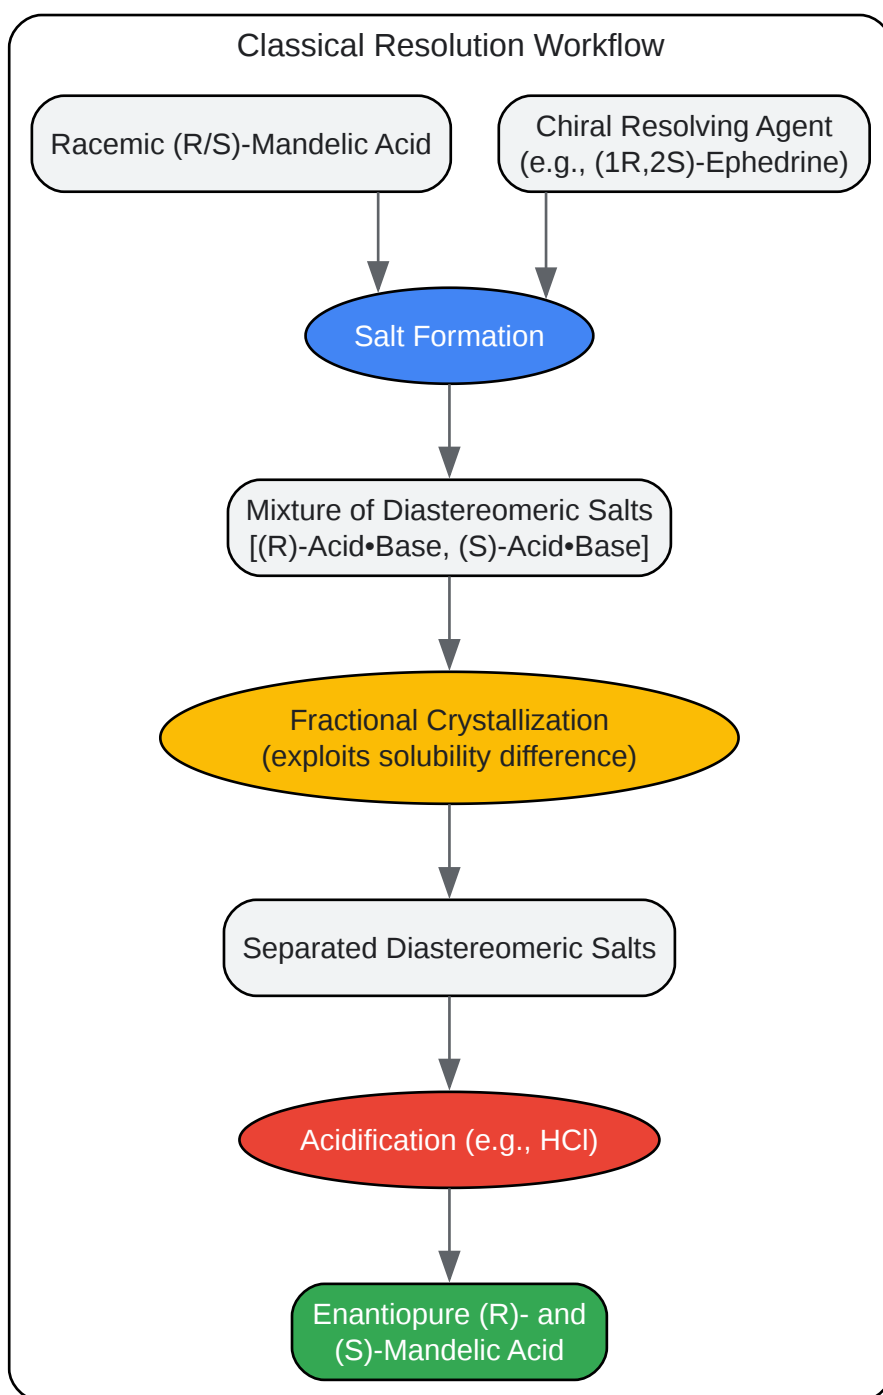 Classical Resolution Workflow
Racemic (R/S)-Mandelic Acid
Chiral Resolving Agent
(e.g., (1R,2S)-Ephedrine)
Salt Formation
Mixture of Diastereomeric Salts
[(R)-Acid•Base, (S)-Acid•Base]
Fractional Crystallization
(exploits solubility difference)
Separated Diastereomeric Salts
Acidification (e.g., HCl)
Enantiopure (R)- and
(S)-Mandelic Acid